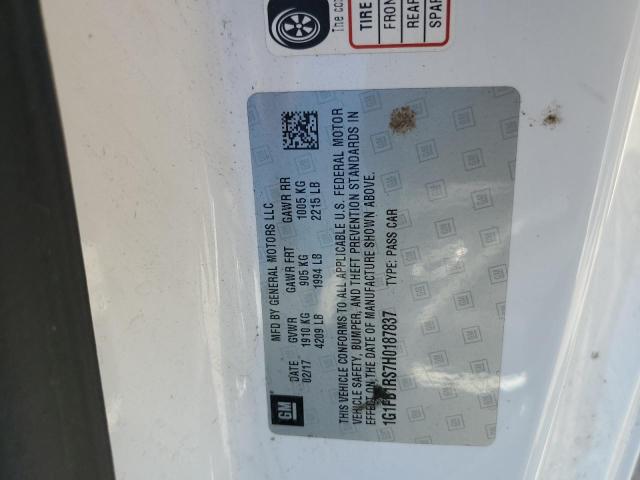 The co
TIRE
FRON
REAR
SPAR
GM
MFD BY GENERAL MOTORS LLC
DATE GVWR GAWR FRT GAWR RR
02/17 1910 KG 905 KG 1005 KG
4209 LB 1994 LB 2215 LB
THIS VEHICLE CONFORMS TO ALL APPLICABLE U.S. FEDERAL MOTOR
VEHICLE SAFETY, BUMPER, AND THEFT PREVENTION STANDARDS IN
EFFECT ON THE DATE OF MANUFACTURE SHOWN ABOVE.
1G1FB1RS7H0187837 TYPE: PASS CAR